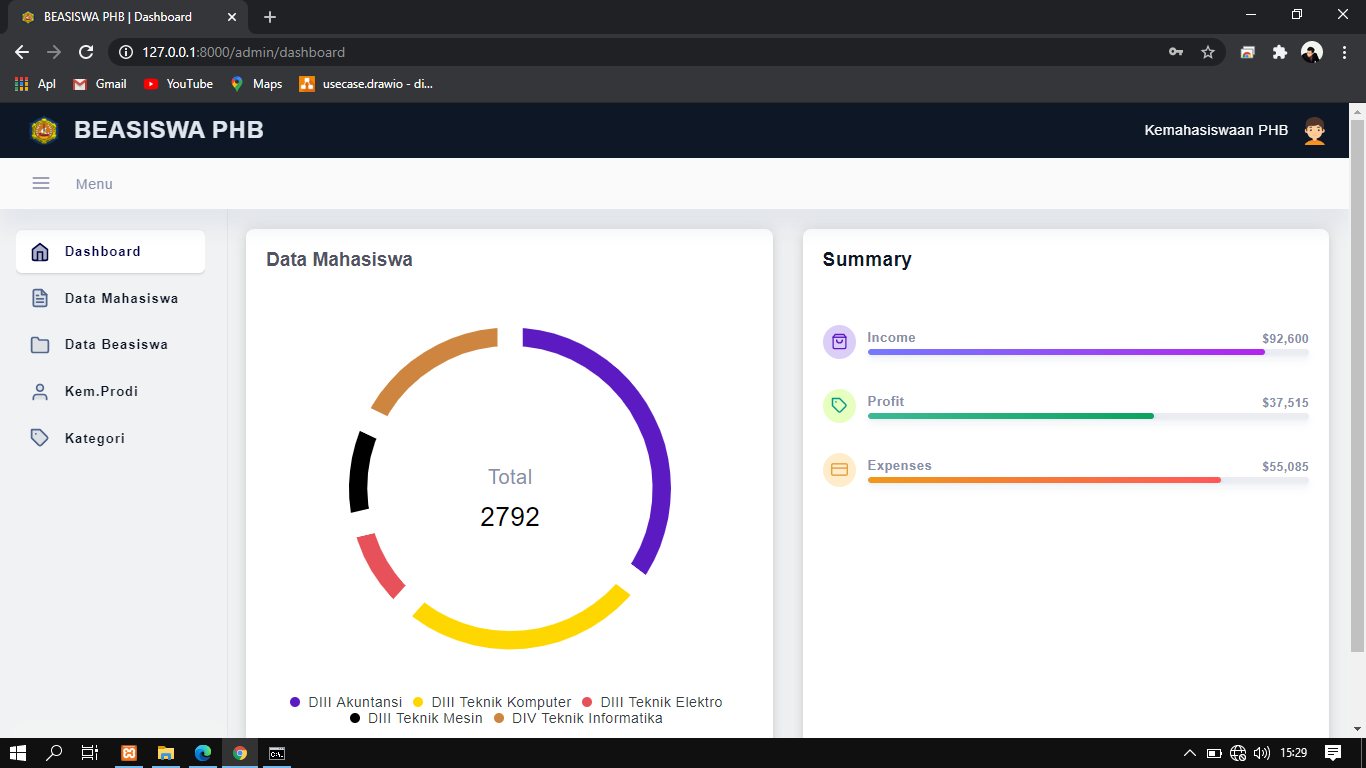 BEASISWA PHB | Dashboard
127.0.0.1:8000/admin/dashboard
Apl Gmail YouTube Maps usecase.drawio - di...
BEASISWA PHB
Kemahasiswaan PHB
Menu
Dashboard
Data Mahasiswa
Data Beasiswa
Kem.Prodi
Kategori
Data Mahasiswa
Total
2792
DIII Akuntansi DIII Teknik Komputer DIII Teknik Elektro
DIII Teknik Mesin DIV Teknik Informatika
Summary
Income $92,600
Profit $37,515
Expenses $55,085
15:29